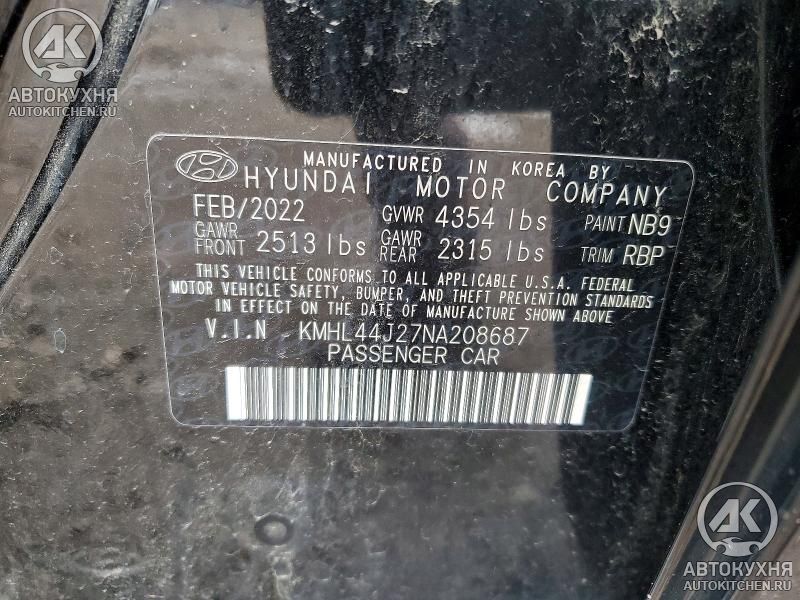 AK
АВТОКУХНЯ
AUTOKITCHEN.RU
MANUFACTURED IN KOREA BY
HYUNDAI MOTOR COMPANY
FEB/2022 GVWR 4354 lbs PAINT NB9
GAWR FRONT 2513 lbs GAWR REAR 2315 lbs TRIM RBP
THIS VEHICLE CONFORMS TO ALL APPLICABLE U.S.A. FEDERAL
MOTOR VEHICLE SAFETY, BUMPER, AND THEFT PREVENTION STANDARDS
IN EFFECT ON THE DATE OF MANUFACTURE SHOWN ABOVE.
V.I.N KMHL44J27NA208687
PASSENGER CAR
AK
АВТОКУХНЯ
AUTOKITCHEN.RU